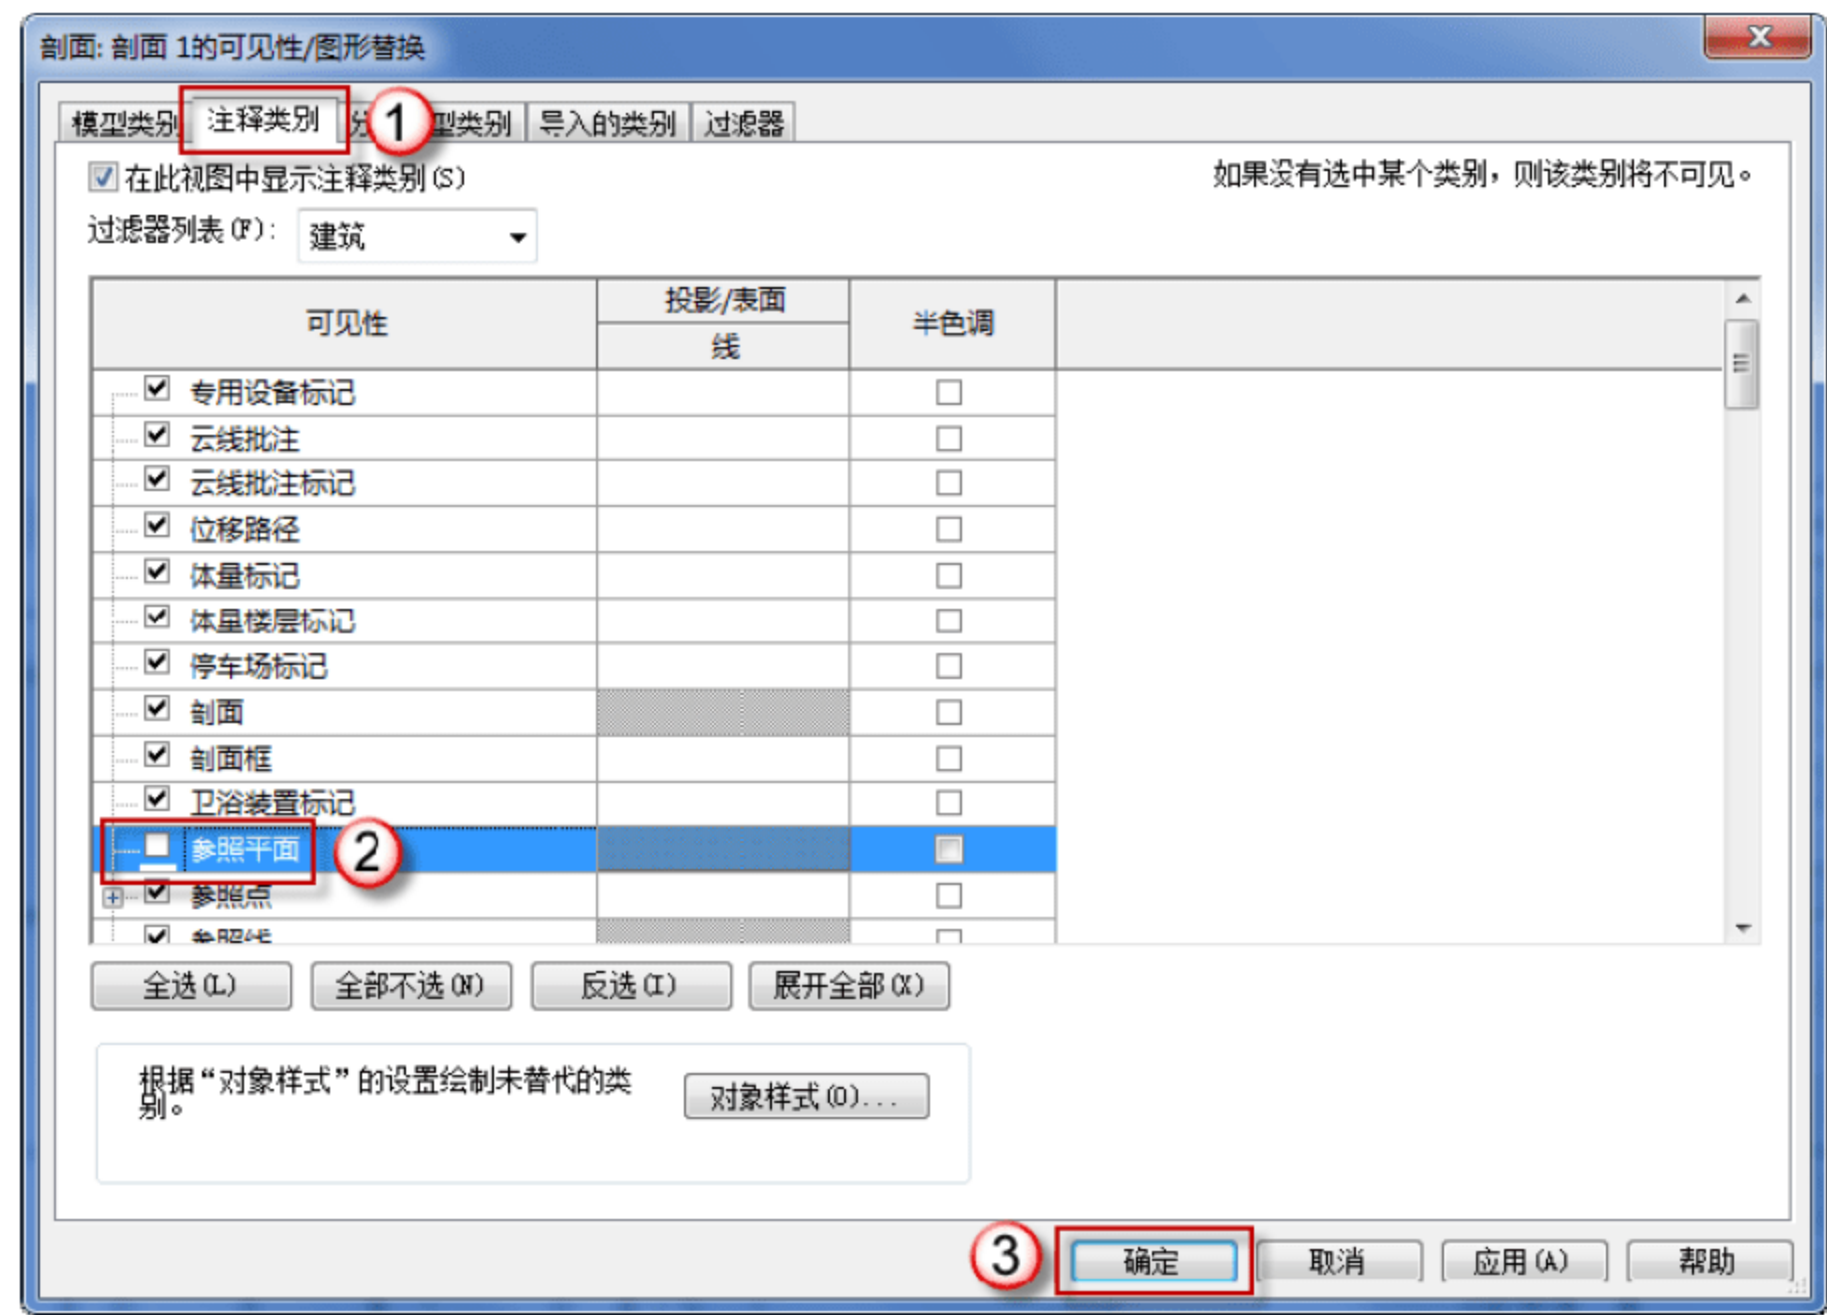 剖面: 剖面 1的可见性/图形替换
模型类别 注释类别 型类别 导入的类别 过滤器
1
在此视图中显示注释类别(S)
如果没有选中某个类别，则该类别将不可见。
过滤器列表(F): 建筑
可见性 投影/表面 半色调
线
专用设备标记
云线批注
云线批注标记
位移路径
体量标记
体量楼层标记
停车场标记
剖面
剖面框
卫浴装置标记
参照平面
2
参照点
参照线
全选(L) 全部不选(N) 反选(I) 展开全部(X)
根据“对象样式”的设置绘制未替代的类
别。
对象样式(O)...
3
确定 取消 应用(A) 帮助